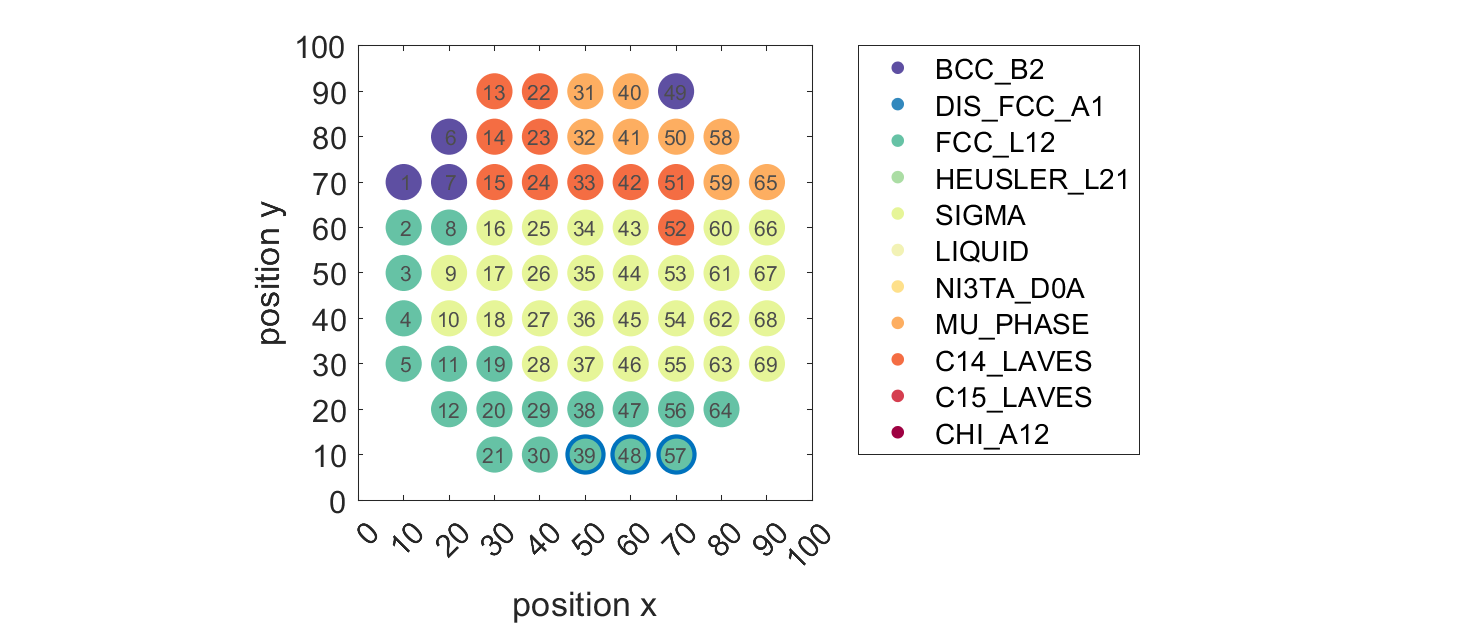 100
90 13 22 31 40 49
80 6 14 23 32 41 50 58
70 1 7 15 24 33 42 51 59 65
60 2 8 16 25 34 43 52 60 66
50 3 9 17 26 35 44 53 61 67
40 4 10 18 27 36 45 54 62 68
30 5 11 19 28 37 46 55 63 69
20 12 20 29 38 47 56 64
10 21 30 39 48 57
0
0 10 20 30 40 50 60 70 80 90 100
position x
position y
BCC_B2
DIS_FCC_A1
FCC_L12
HEUSLER_L21
SIGMA
LIQUID
NI3TA_D0A
MU_PHASE
C14_LAVES
C15_LAVES
CHI_A12